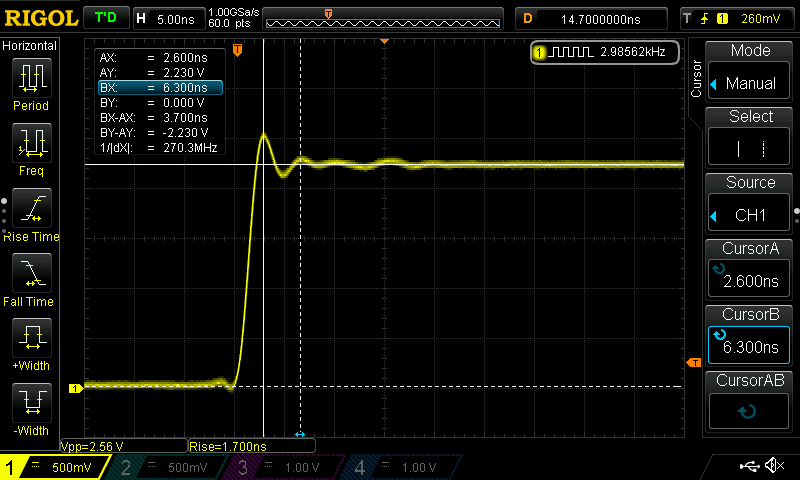 RIGOL T'D H 5.00ns 1.00GSa/s 60.0 pts T D 14.7000000ns T 1 260mV
Horizontal
Period
Freq
Rise Time
Fall Time
+Width
-Width
T
AX: = 2.600ns
AY: = 2.230 V
BX: = 6.300ns
BY: = 0.000 V
BX-AX: = 3.700ns
BY-AY: = -2.230 V
1/|dX|: = 270.3MHz
1 2.98562kHz
1
T
Vpp=2.56 V Rise=1.700ns
Cursor
Mode
Manual
Select
Source
CH1
CursorA
2.600ns
CursorB
6.300ns
CursorAB
1 = 500mV 2 = 500mV 3 = 1.00 V 4 = 1.00 V